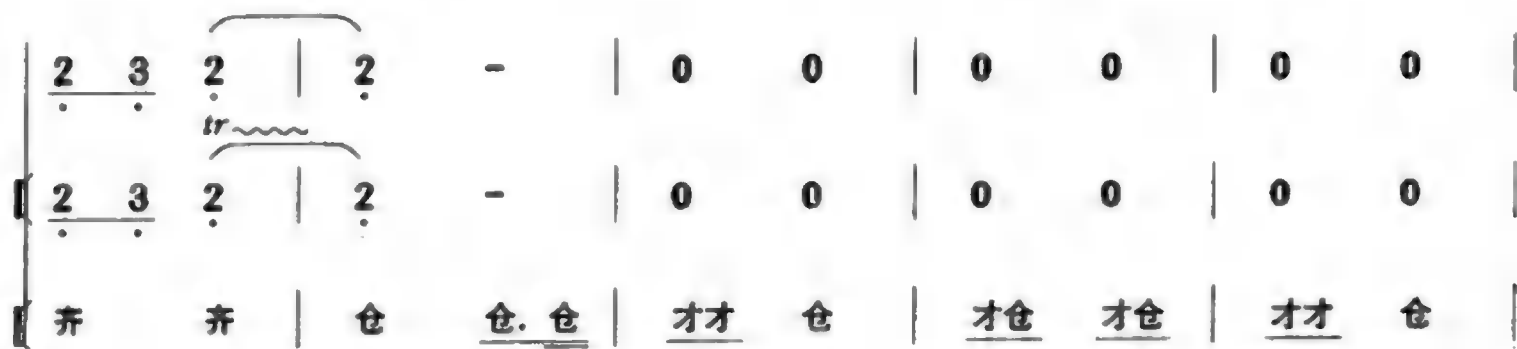 2 3 2 | 2 - | 0 0 | 0 0 | 0 0 |
tr
2 3 2 | 2 - | 0 0 | 0 0 | 0 0 |
齐 齐 | 仓 仓. 仓 | 才才 仓 | 才仓 才仓 | 才才 仓 |